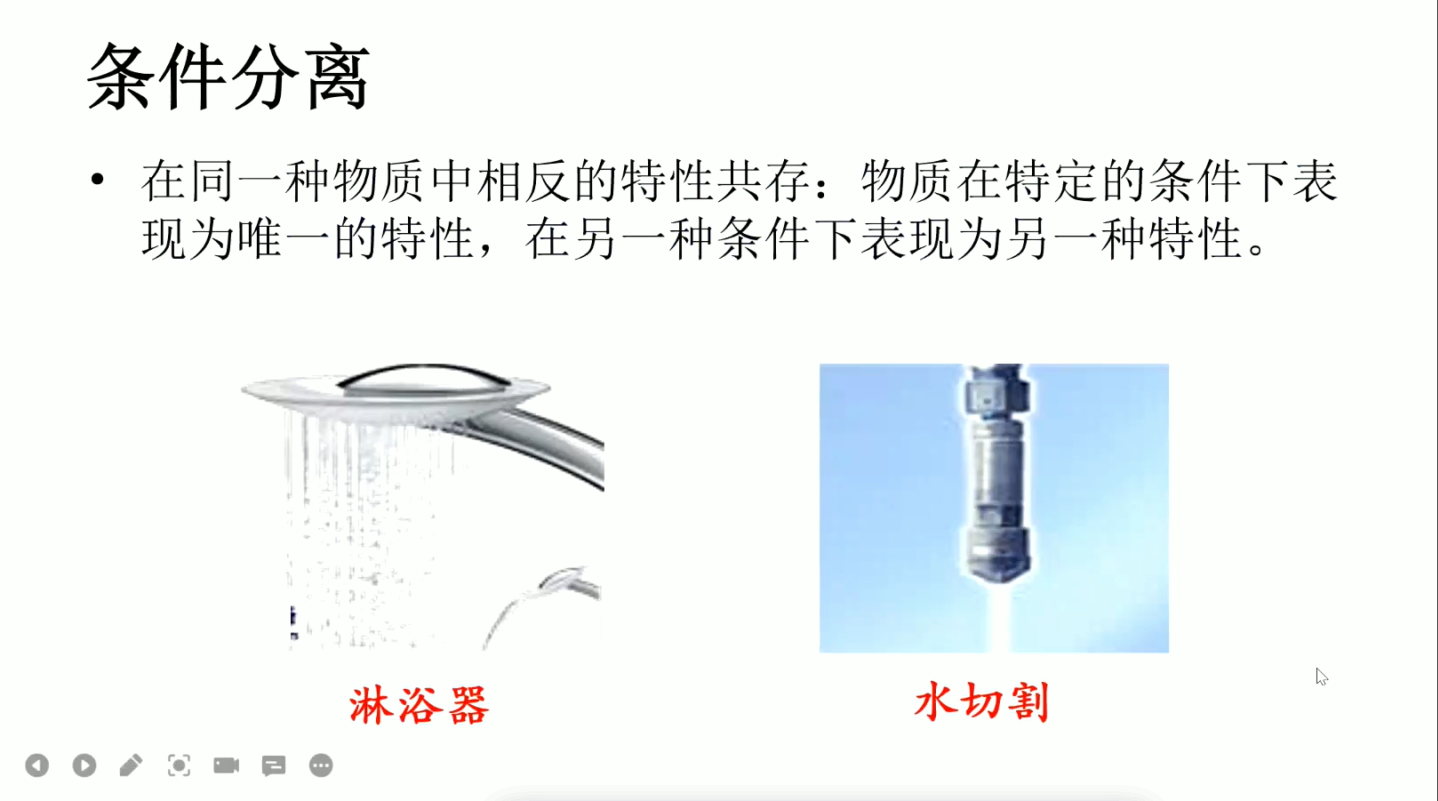 条件分离
• 在同一种物质中相反的特性共存：物质在特定的条件下表
现为唯一的特性，在另一种条件下表现为另一种特性。
淋浴器
水切割